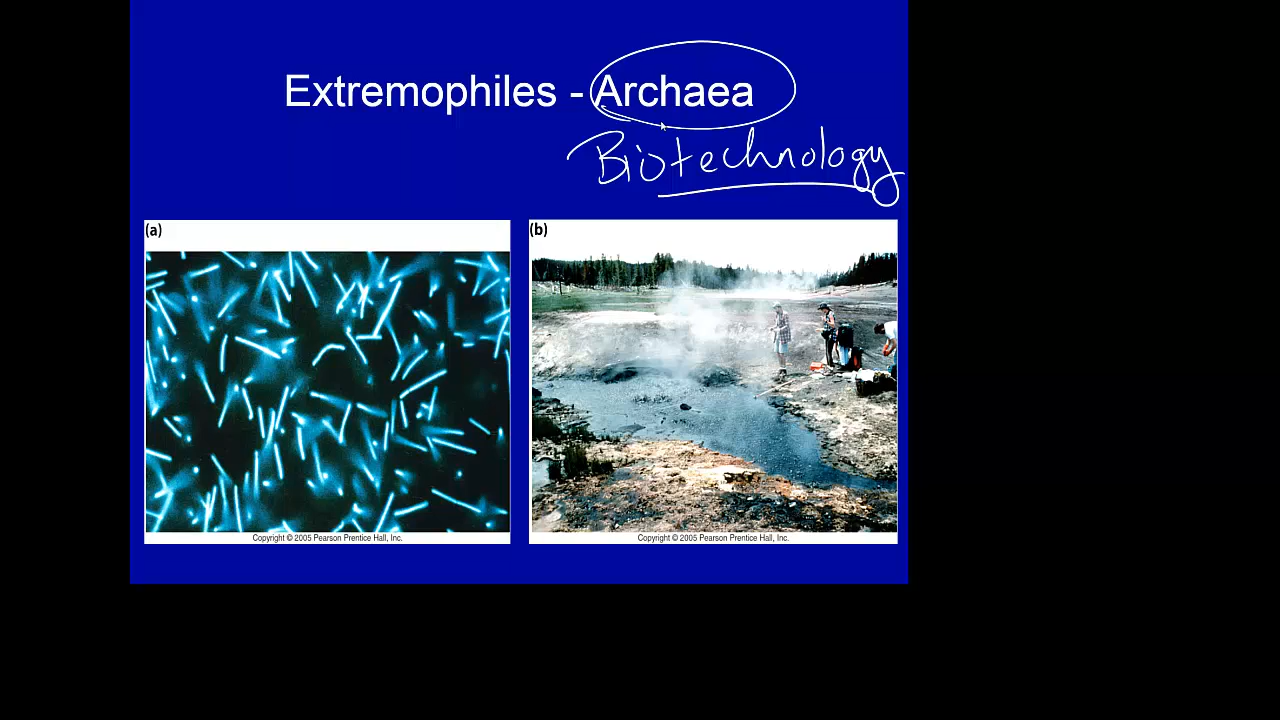 Extremophiles - Archaea
Biotechnology
(a)
(b)
Copyright © 2005 Pearson Prentice Hall, Inc.
Copyright © 2005 Pearson Prentice Hall, Inc.